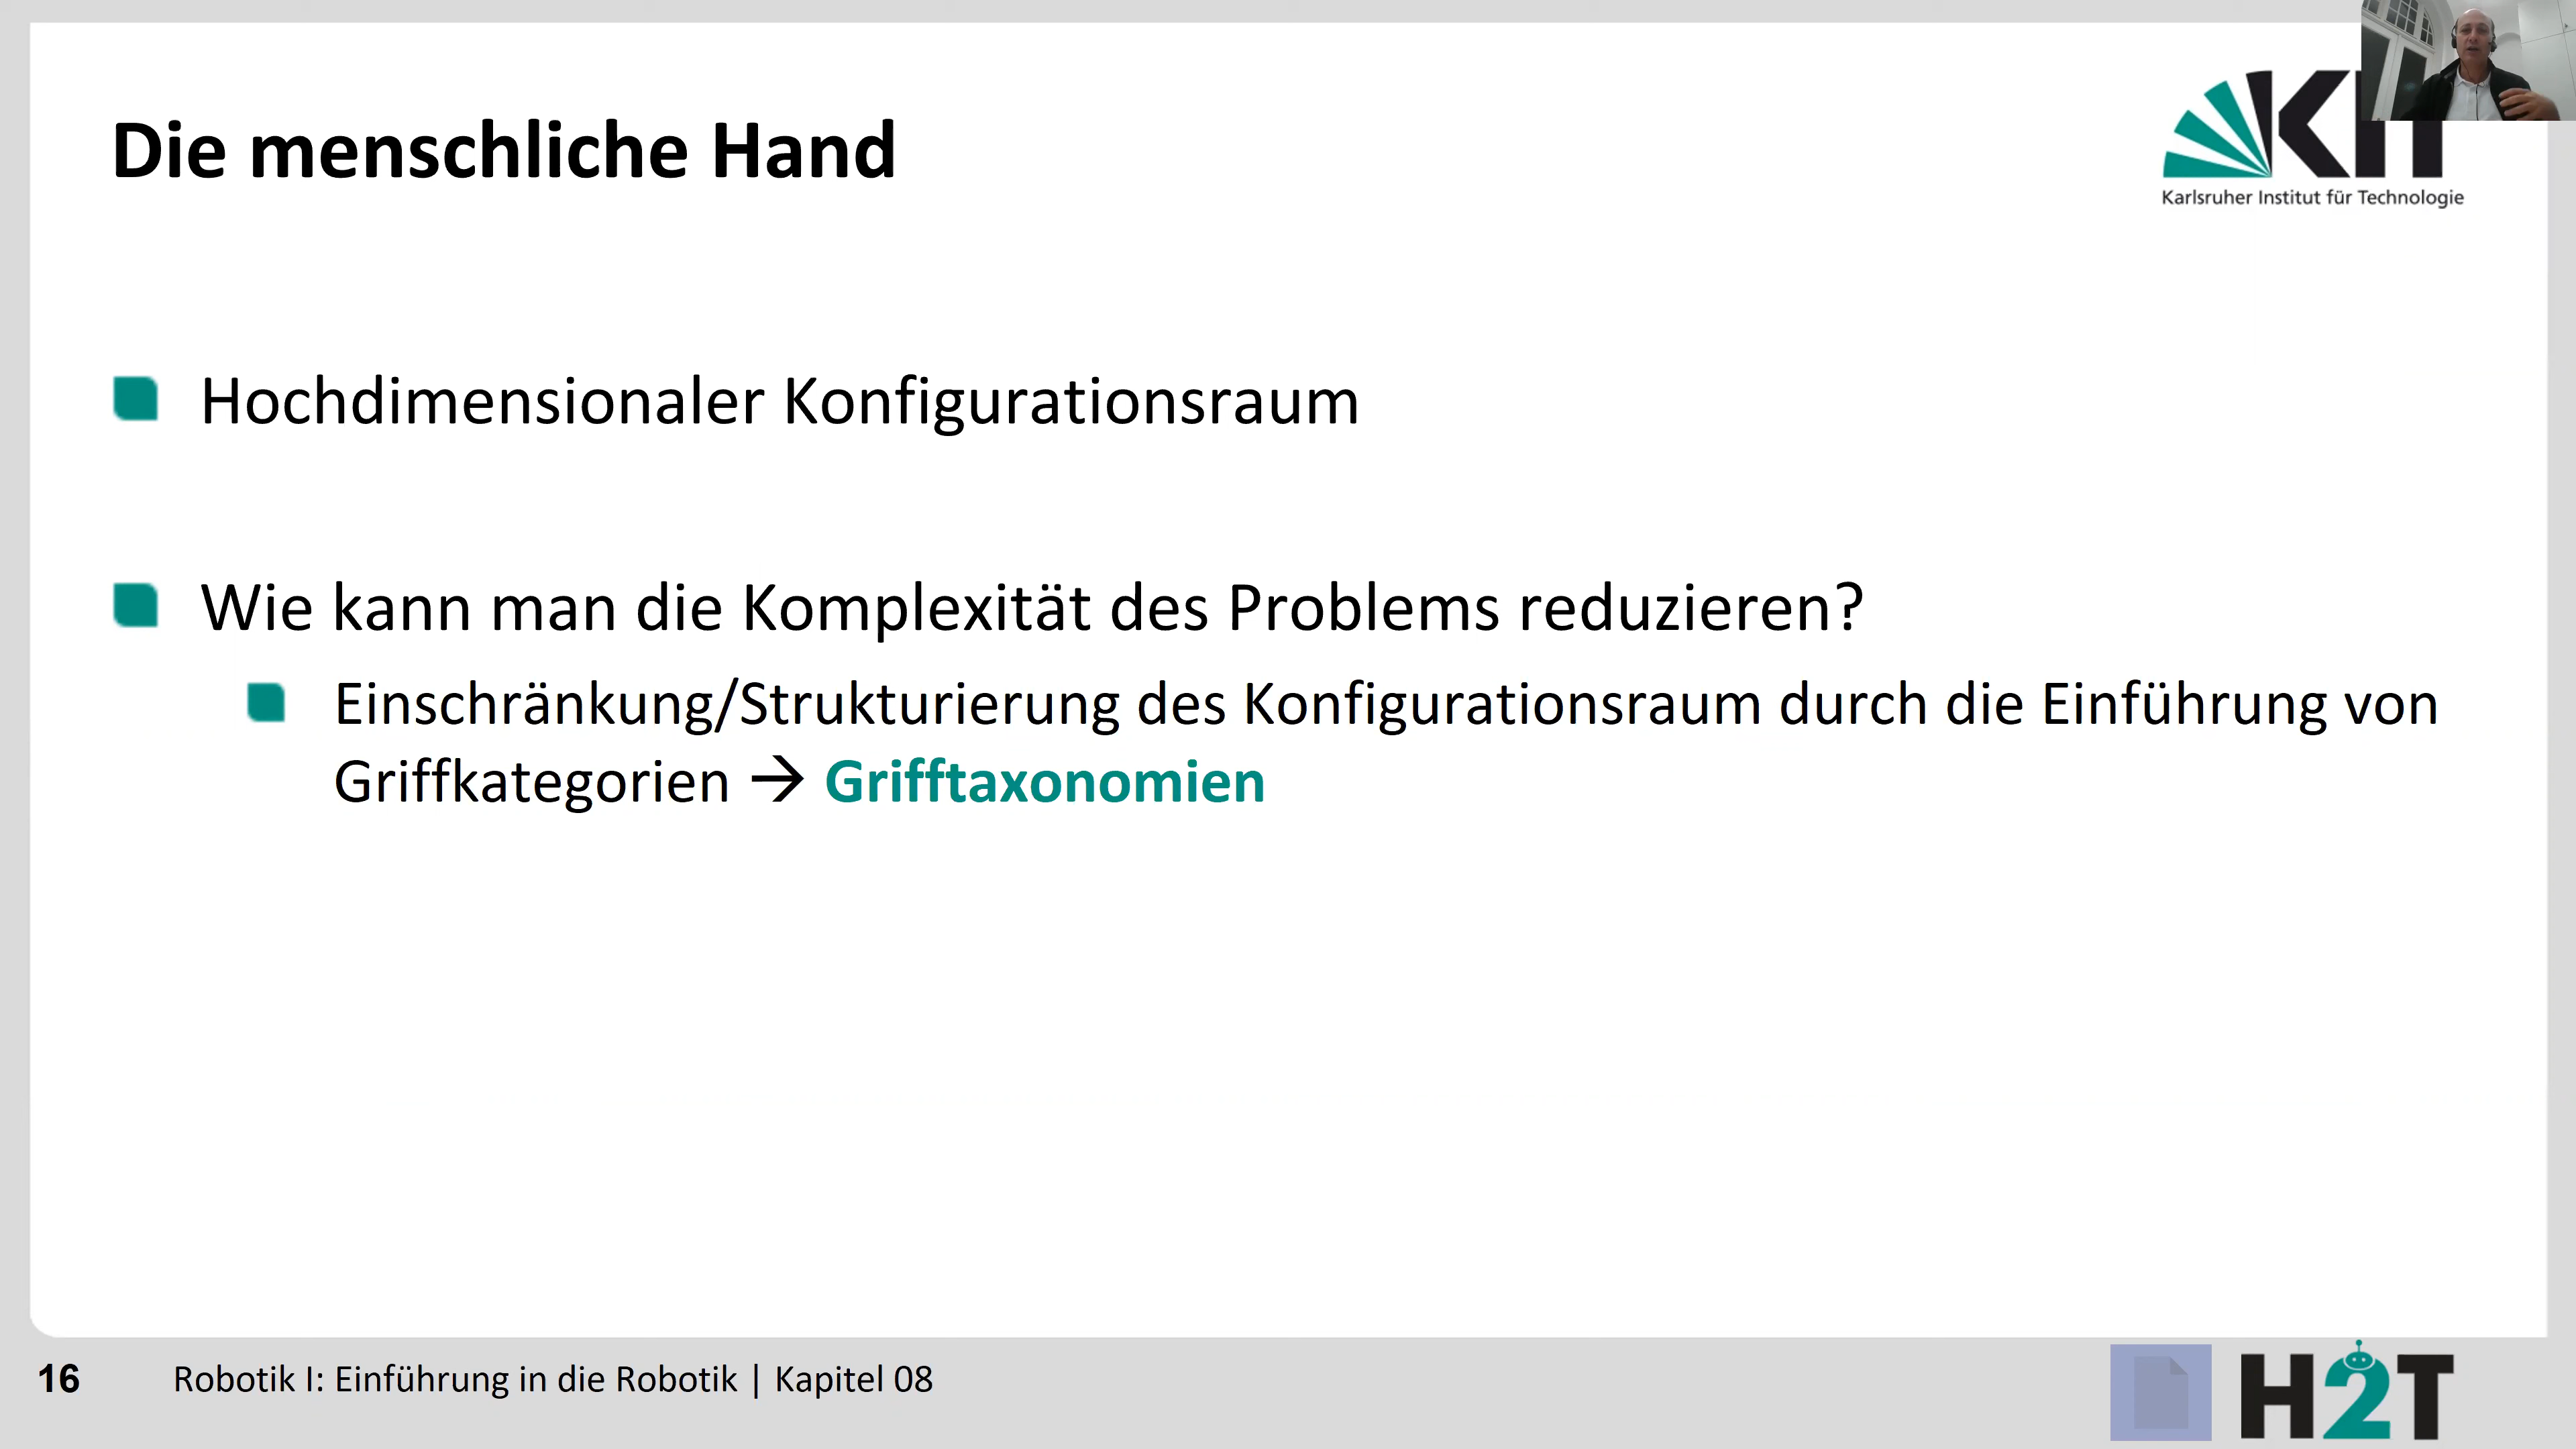 Die menschliche Hand
Karlsruher Institut für Technologie
Hochdimensionaler Konfigurationsraum
Wie kann man die Komplexität des Problems reduzieren?
Einschränkung/Strukturierung des Konfigurationsraum durch die Einführung von
Griffkategorien → Grifftaxonomien
16 Robotik I: Einführung in die Robotik | Kapitel 08
H2T